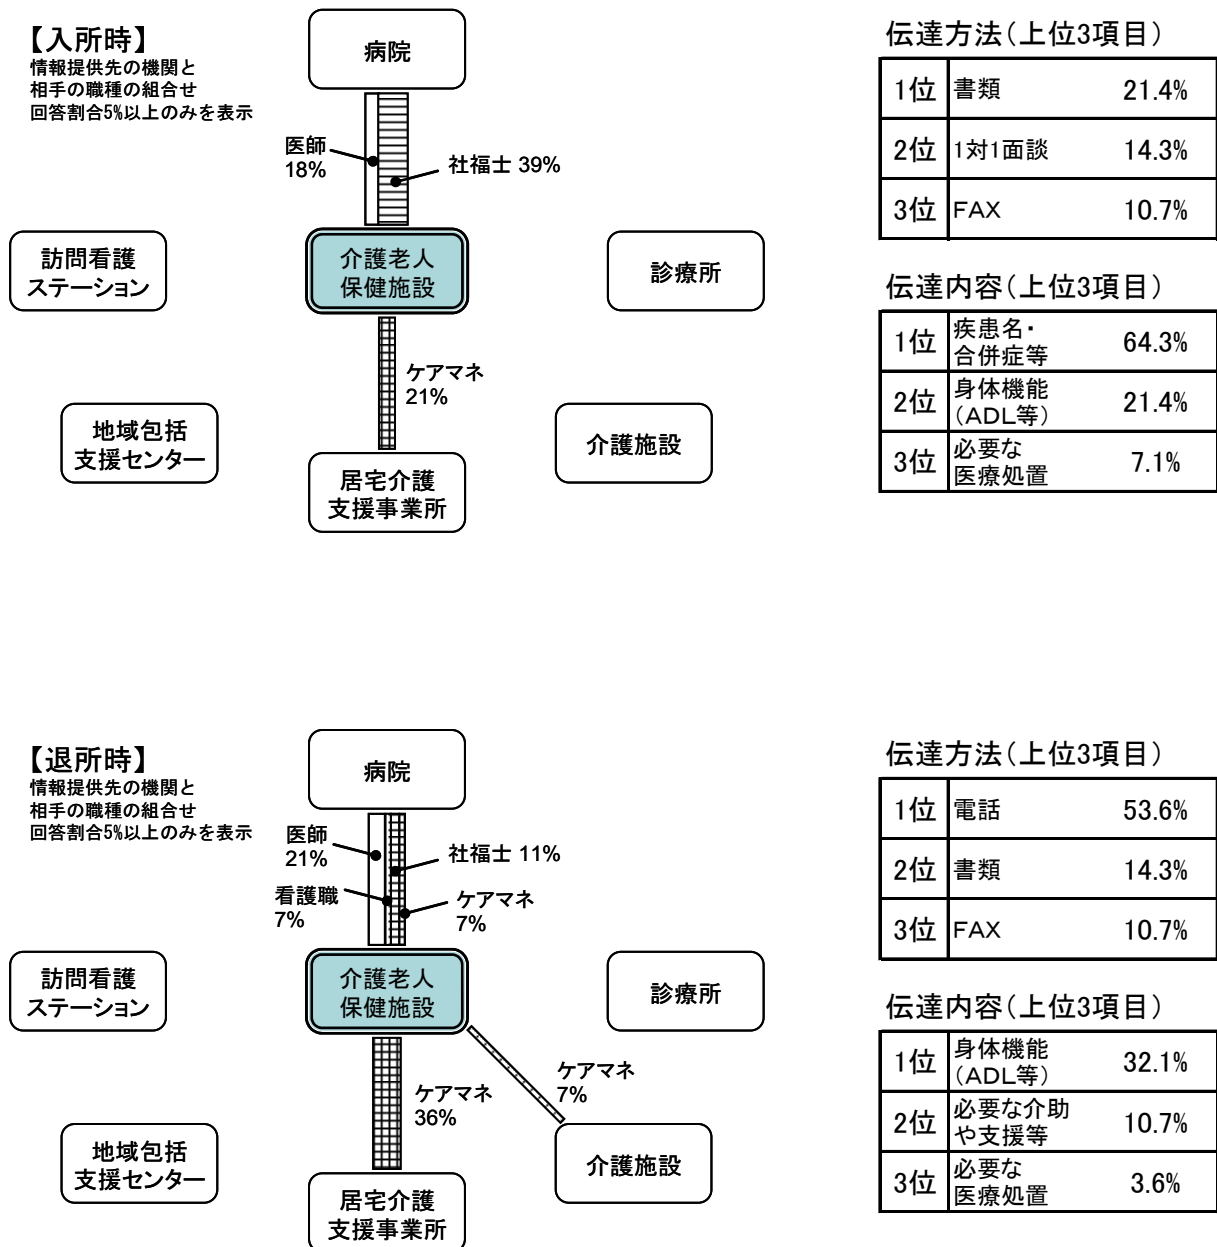 【入所時】
情報提供先の機関と
相手の職種の組合せ
回答割合5%以上のみを表示
病院
医師
18%
社福士 39%
訪問看護
ステーション
介護老人
保健施設
診療所
ケアマネ
21%
地域包括
支援センター
居宅介護
支援事業所
介護施設
伝達方法(上位3項目)
1位 書類 21.4%
2位 1対1面談 14.3%
3位 FAX 10.7%
伝達内容(上位3項目)
1位 疾患名・
合併症等 64.3%
2位 身体機能
(ADL等) 21.4%
3位 必要な
医療処置 7.1%
【退所時】
情報提供先の機関と
相手の職種の組合せ
回答割合5%以上のみを表示
病院
医師
21%
社福士 11%
看護職
7%
ケアマネ
7%
訪問看護
ステーション
介護老人
保健施設
診療所
ケアマネ
36%
ケアマネ
7%
地域包括
支援センター
居宅介護
支援事業所
介護施設
伝達方法(上位3項目)
1位 電話 53.6%
2位 書類 14.3%
3位 FAX 10.7%
伝達内容(上位3項目)
1位 身体機能
(ADL等) 32.1%
2位 必要な介助
や支援等 10.7%
3位 必要な
医療処置 3.6%